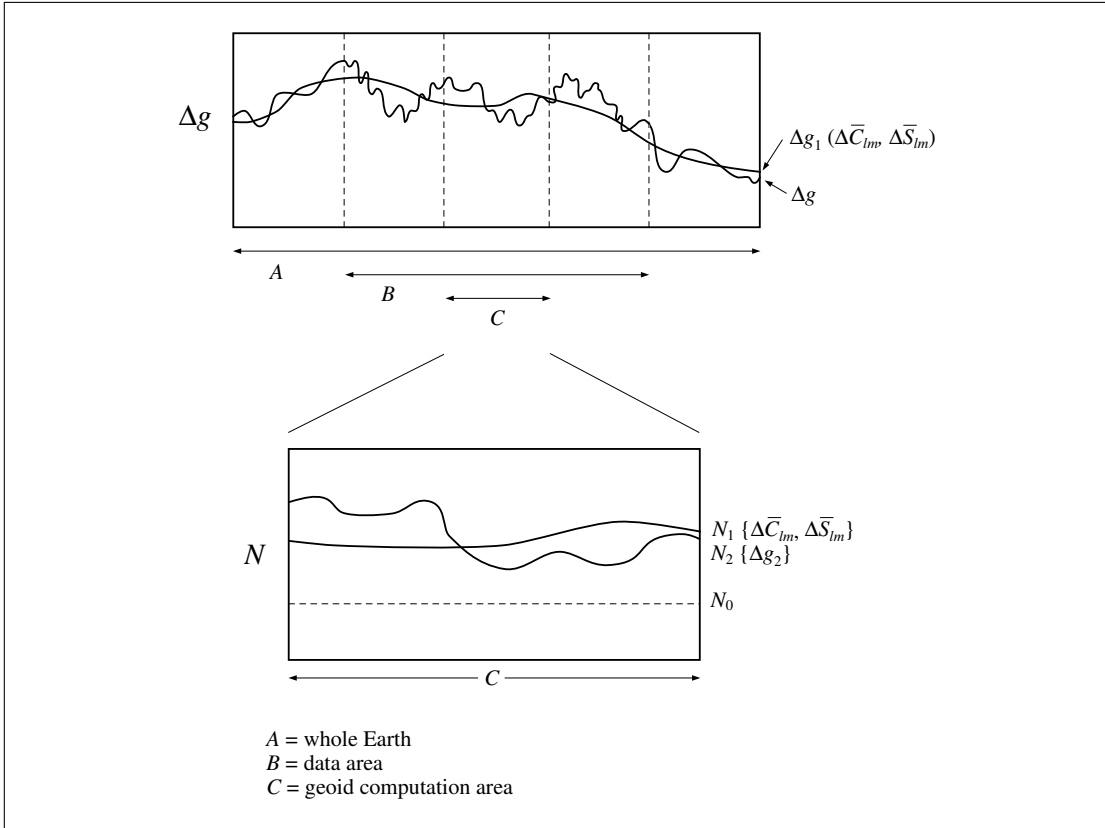 Δg
Δg₁ (ΔC̅ₗₘ, ΔS̅ₗₘ)
Δg
A
B
C
N
N₁ {ΔC̅ₗₘ, ΔS̅ₗₘ}
N₂ {Δg₂}
N₀
C
A = whole Earth
B = data area
C = geoid computation area